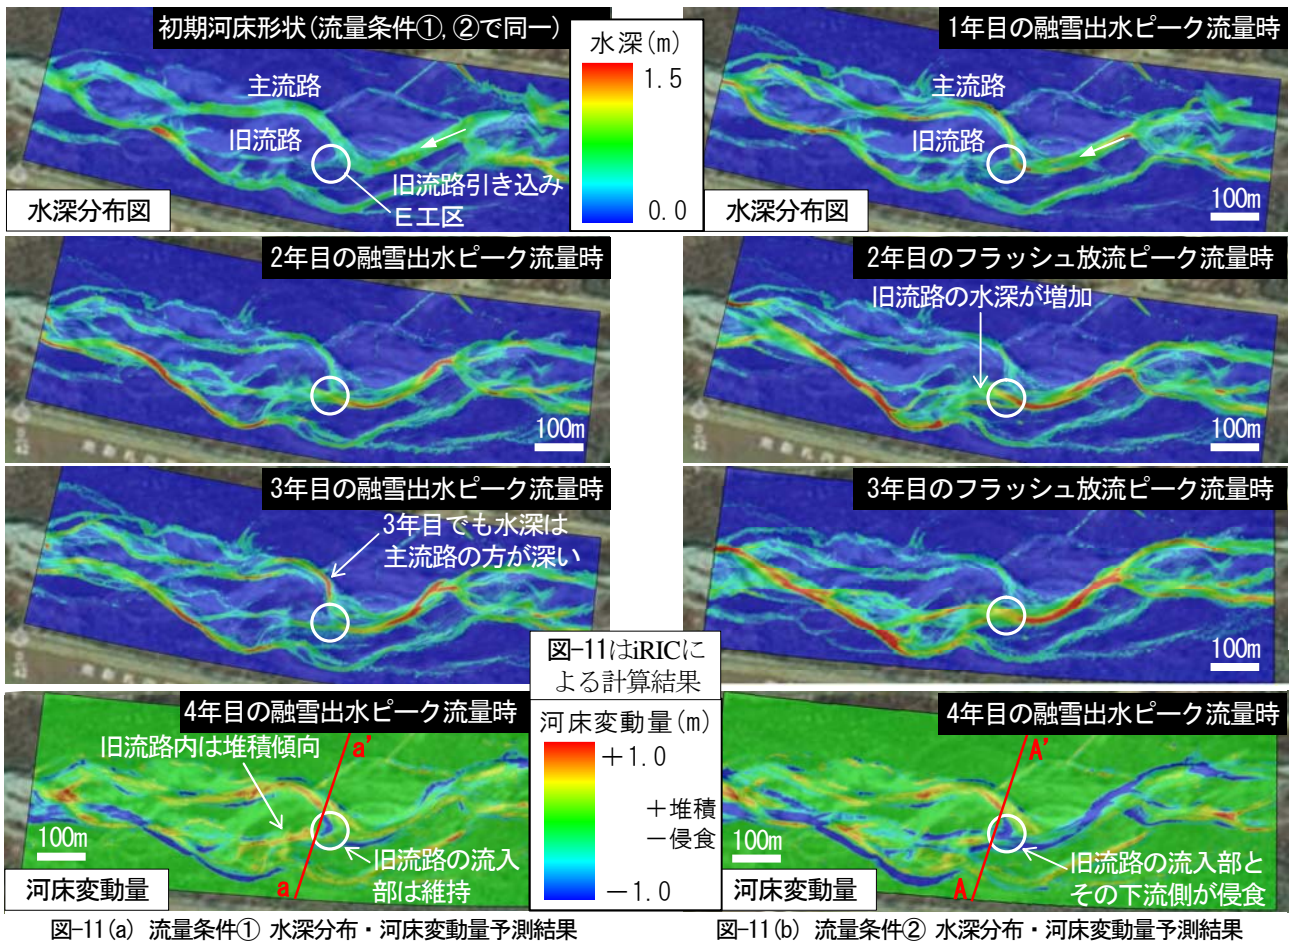 初期河床形状(流量条件①,②で同一)
主流路
旧流路
旧流路引き込み
E工区
水深分布図
水深(m)
1.5
0.0
1年目の融雪出水ピーク流量時
主流路
旧流路
水深分布図
100m
2年目の融雪出水ピーク流量時
100m
2年目のフラッシュ放流ピーク流量時
旧流路の水深が増加
100m
3年目の融雪出水ピーク流量時
3年目でも水深は
主流路の方が深い
3年目のフラッシュ放流ピーク流量時
100m
図-11はiRICに
よる計算結果
4年目の融雪出水ピーク流量時
旧流路内は堆積傾向
a'
100m
旧流路の流入
部は維持
a
河床変動量
河床変動量(m)
+1.0
+堆積
-侵食
-1.0
4年目の融雪出水ピーク流量時
A'
100m
旧流路の流入部と
その下流側が侵食
A
河床変動量
図-11(a) 流量条件① 水深分布・河床変動量予測結果
図-11(b) 流量条件② 水深分布・河床変動量予測結果